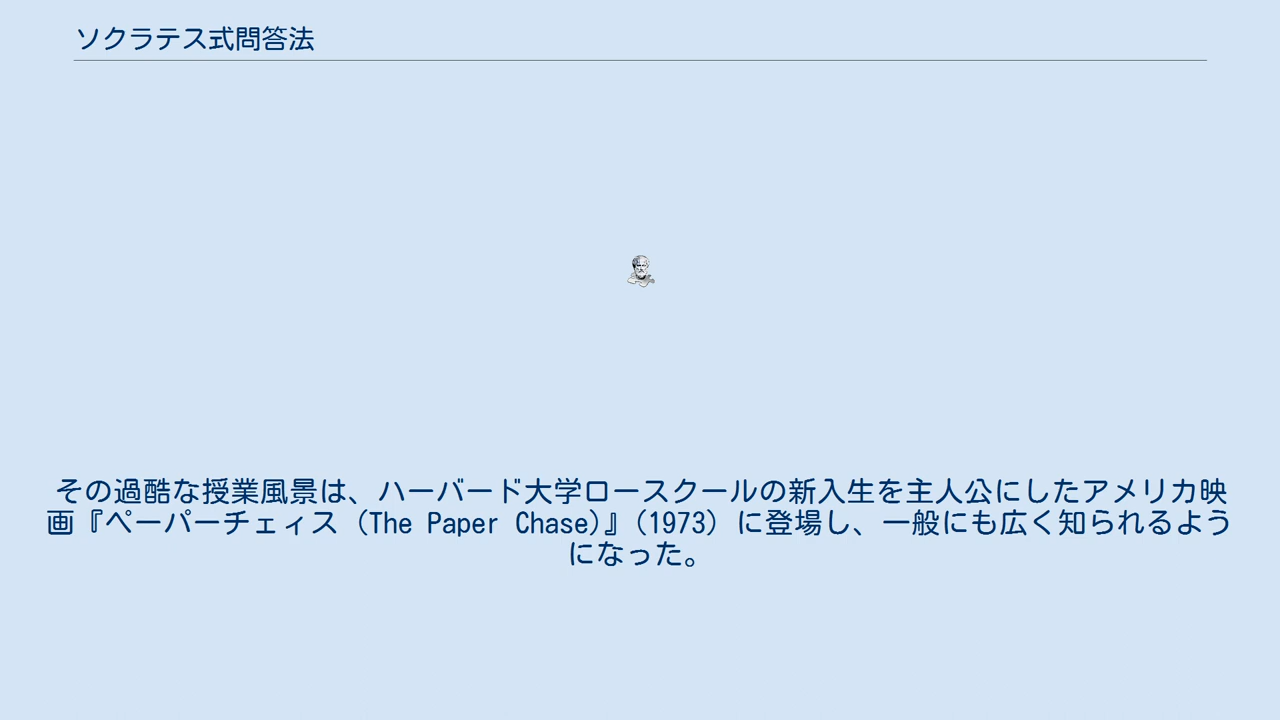 ソクラテス式問答法
その過酷な授業風景は、ハーバード大学ロースクールの新入生を主人公にしたアメリカ映
画『ペーパーチェィス (The Paper Chase)』(1973) に登場し、一般にも広く知られるよう
になった。